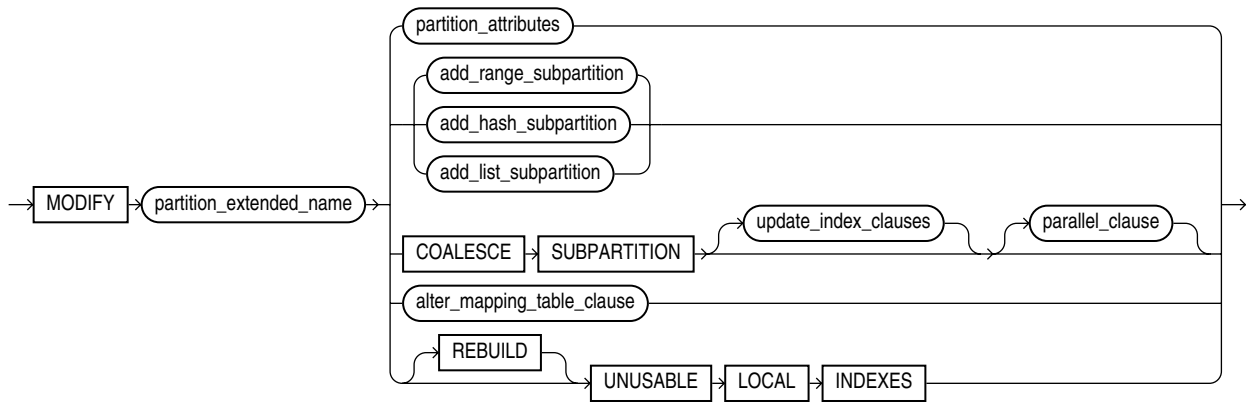 partition_attributes
add_range_subpartition
add_hash_subpartition
add_list_subpartition
MODIFY partition_extended_name
update_index_clauses parallel_clause
COALESCE SUBPARTITION
alter_mapping_table_clause
REBUILD
UNUSABLE LOCAL INDEXES